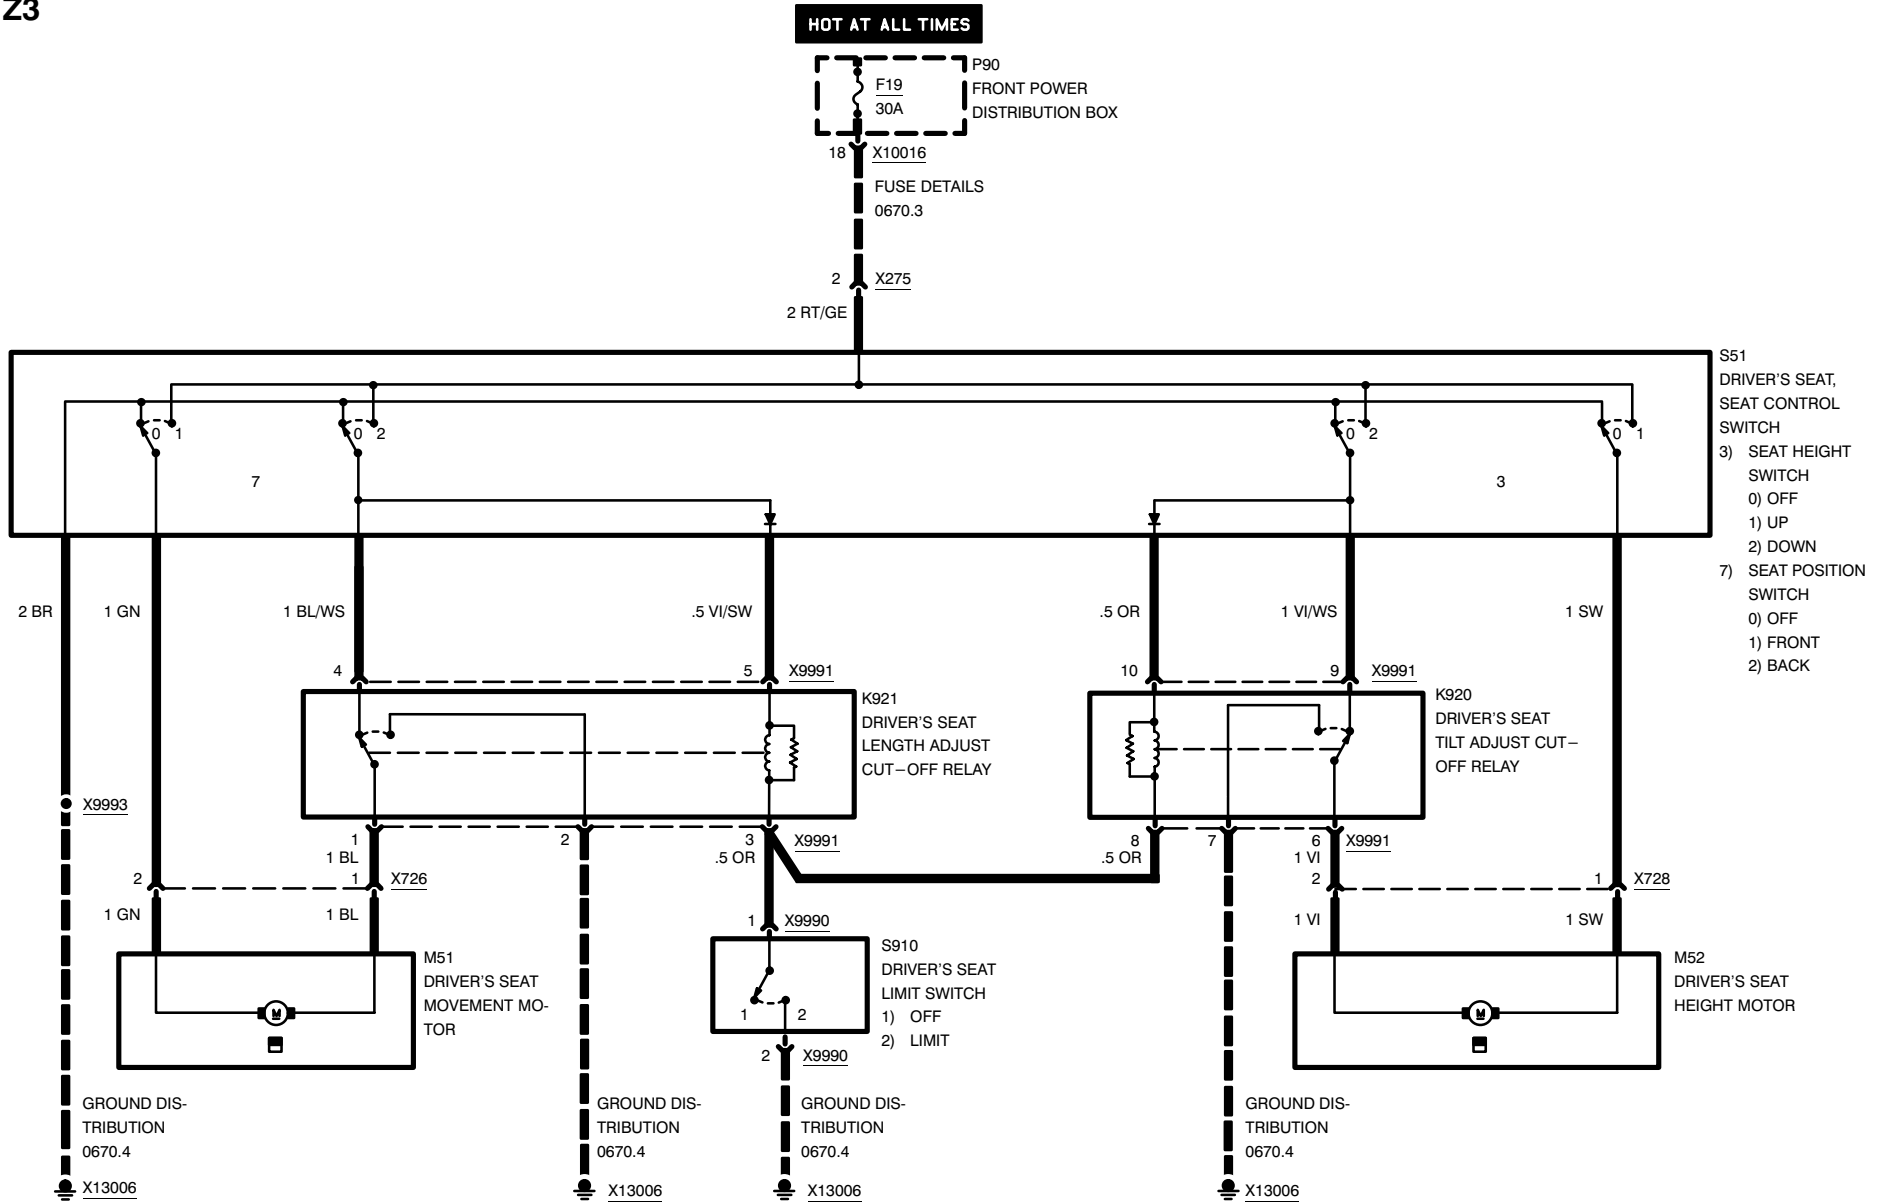 Z3
HOT AT ALL TIMES
P90
FRONT POWER
DISTRIBUTION BOX
F19
30A
18 X10016
FUSE DETAILS
0670.3
2 X275
2 RT/GE
S51
DRIVER'S SEAT,
SEAT CONTROL
SWITCH
3) SEAT HEIGHT
SWITCH
0) OFF
1) UP
2) DOWN
7) SEAT POSITION
SWITCH
0) OFF
1) FRONT
2) BACK
0 1
0 2
0 2
0 1
7
3
2 BR
1 GN
1 BL/WS
.5 VI/SW
.5 OR
1 VI/WS
1 SW
4
5 X9991
10
9 X9991
K921
DRIVER'S SEAT
LENGTH ADJUST
CUT–OFF RELAY
K920
DRIVER'S SEAT
TILT ADJUST CUT–
OFF RELAY
X9993
1
1 BL
2
3 X9991
.5 OR
8
.5 OR
7
6 X9991
1 VI
2
1 X726
2
1 X728
1 GN
1 BL
1 VI
1 SW
1 X9990
M51
DRIVER'S SEAT
MOVEMENT MO-
TOR
M
S910
DRIVER'S SEAT
LIMIT SWITCH
1) OFF
2) LIMIT
1 2
2 X9990
M52
DRIVER'S SEAT
HEIGHT MOTOR
M
GROUND DIS-
TRIBUTION
0670.4
X13006
GROUND DIS-
TRIBUTION
0670.4
X13006
GROUND DIS-
TRIBUTION
0670.4
X13006
GROUND DIS-
TRIBUTION
0670.4
X13006